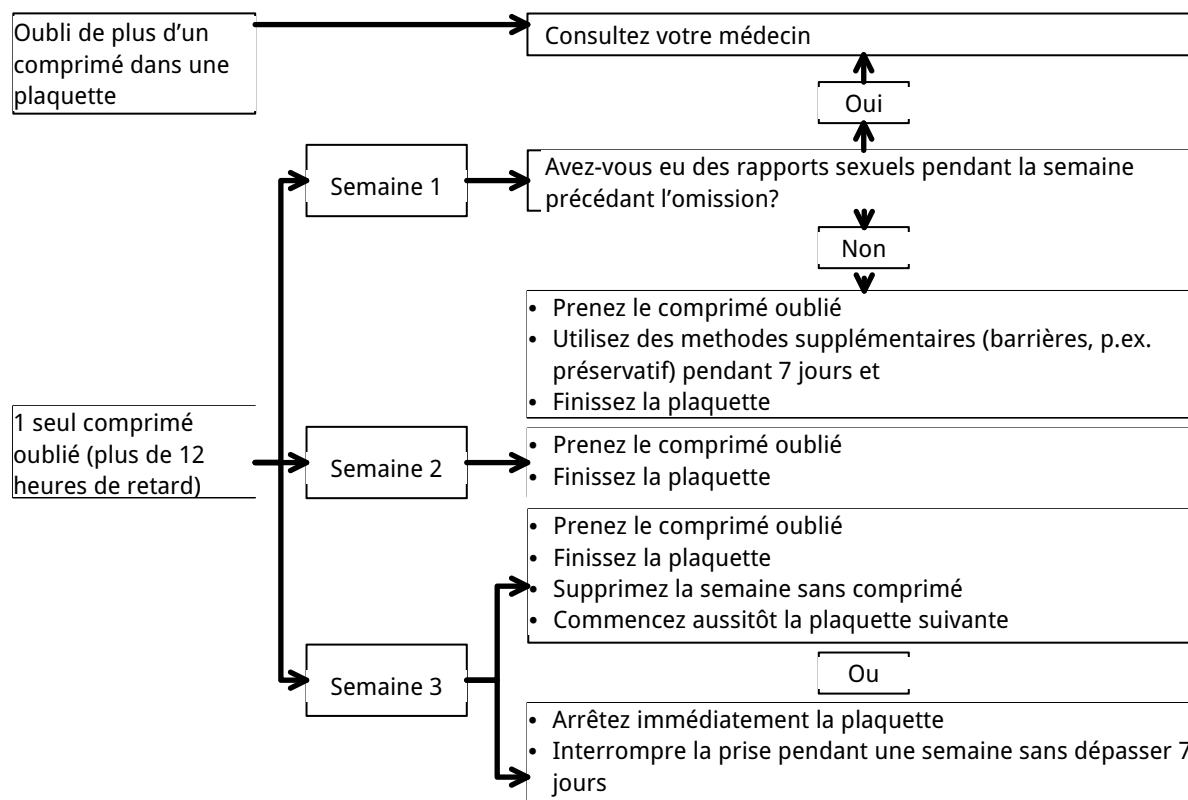 Oubli de plus d’un
comprimé dans une
plaquette
Consultez votre médecin
Oui
Semaine 1
Avez-vous eu des rapports sexuels pendant la semaine
précédant l’omission?
Non
• Prenez le comprimé oublié
• Utilisez des methodes supplémentaires (barrières, p.ex.
préservatif) pendant 7 jours et
• Finissez la plaquette
1 seul comprimé
oublié (plus de 12
heures de retard)
Semaine 2
• Prenez le comprimé oublié
• Finissez la plaquette
• Prenez le comprimé oublié
• Finissez la plaquette
• Supprimez la semaine sans comprimé
• Commencez aussitôt la plaquette suivante
Semaine 3
Ou
• Arrêtez immédiatement la plaquette
• Interrompre la prise pendant une semaine sans dépasser 7
jours